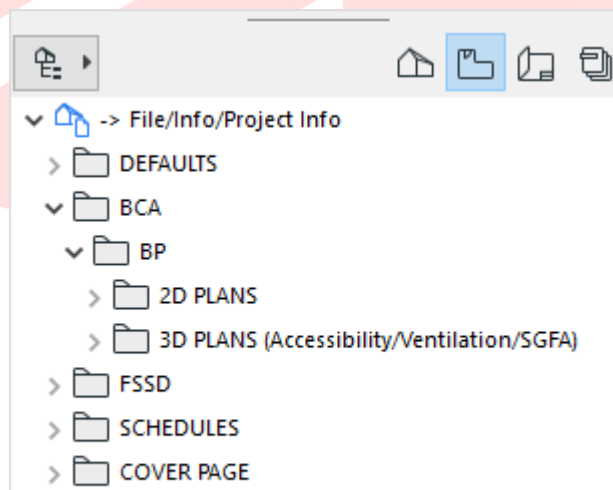 -> File/Info/Project Info
DEFAULTS
BCA
BP
2D PLANS
3D PLANS (Accessibility/Ventilation/SGFA)
FSSD
SCHEDULES
COVER PAGE